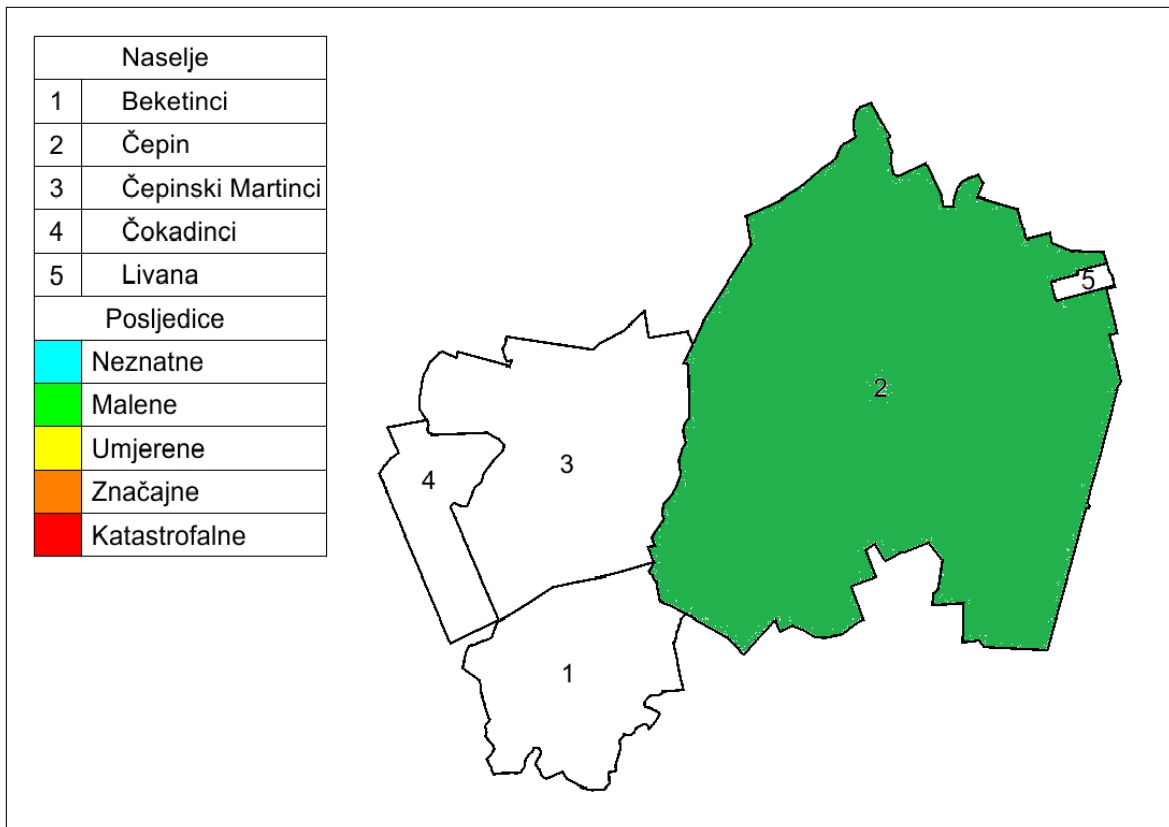 Naselje
1 Beketinci
2 Čepin
3 Čepinski Martinci
4 Čokadinci
5 Livana
Posljedice
Neznatne
Malene
Umjerene
Značajne
Katastrofalne
5
2
3
4
1